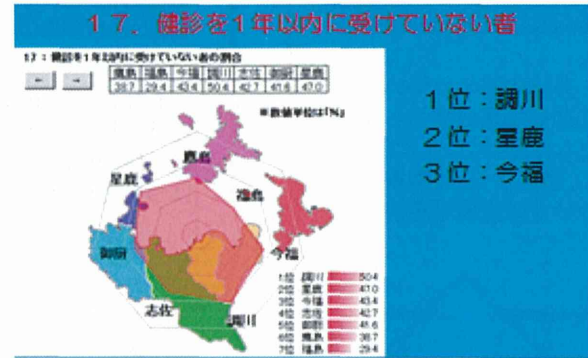 17．健診を1年以内に受けていない者
17：健診を1年以内に受けていない者の割合
← →
鷹島 福島 今福 調川 志佐 御厨 星鹿
38.7 29.4 43.4 50.4 42.7 41.6 47.0
※数値単位は「%」
1位：調川
2位：星鹿
3位：今福
鷹島
星鹿
福島
御厨
今福
志佐
調川
1位 調川 50.4
2位 星鹿 47.0
3位 今福 43.4
4位 志佐 42.7
5位 御厨 41.6
6位 鷹島 38.7
7位 福島 29.4